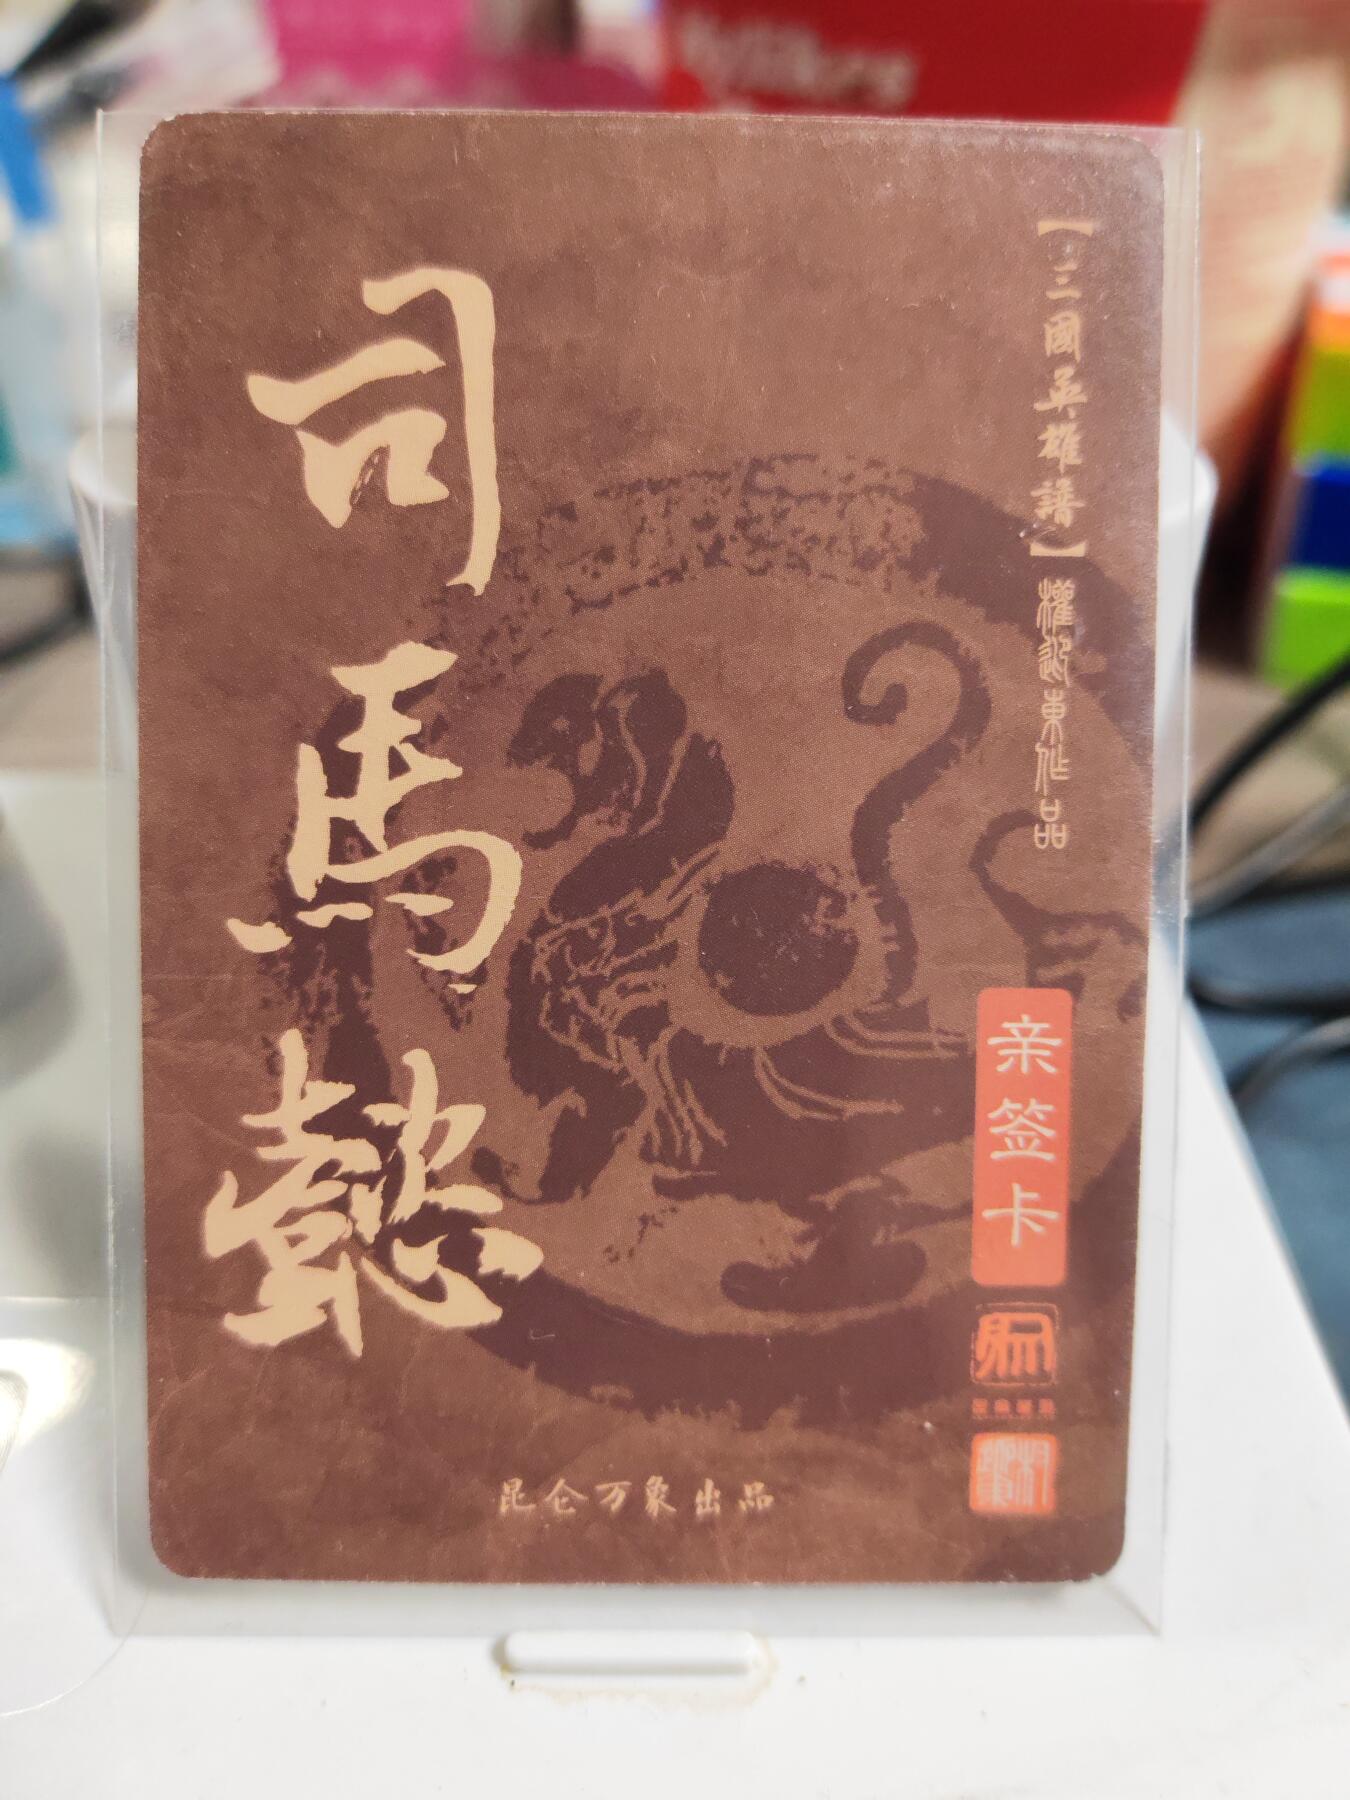 【三國英雄譜】權迎東作品
司馬懿
亲签卡
昆仑万象出品